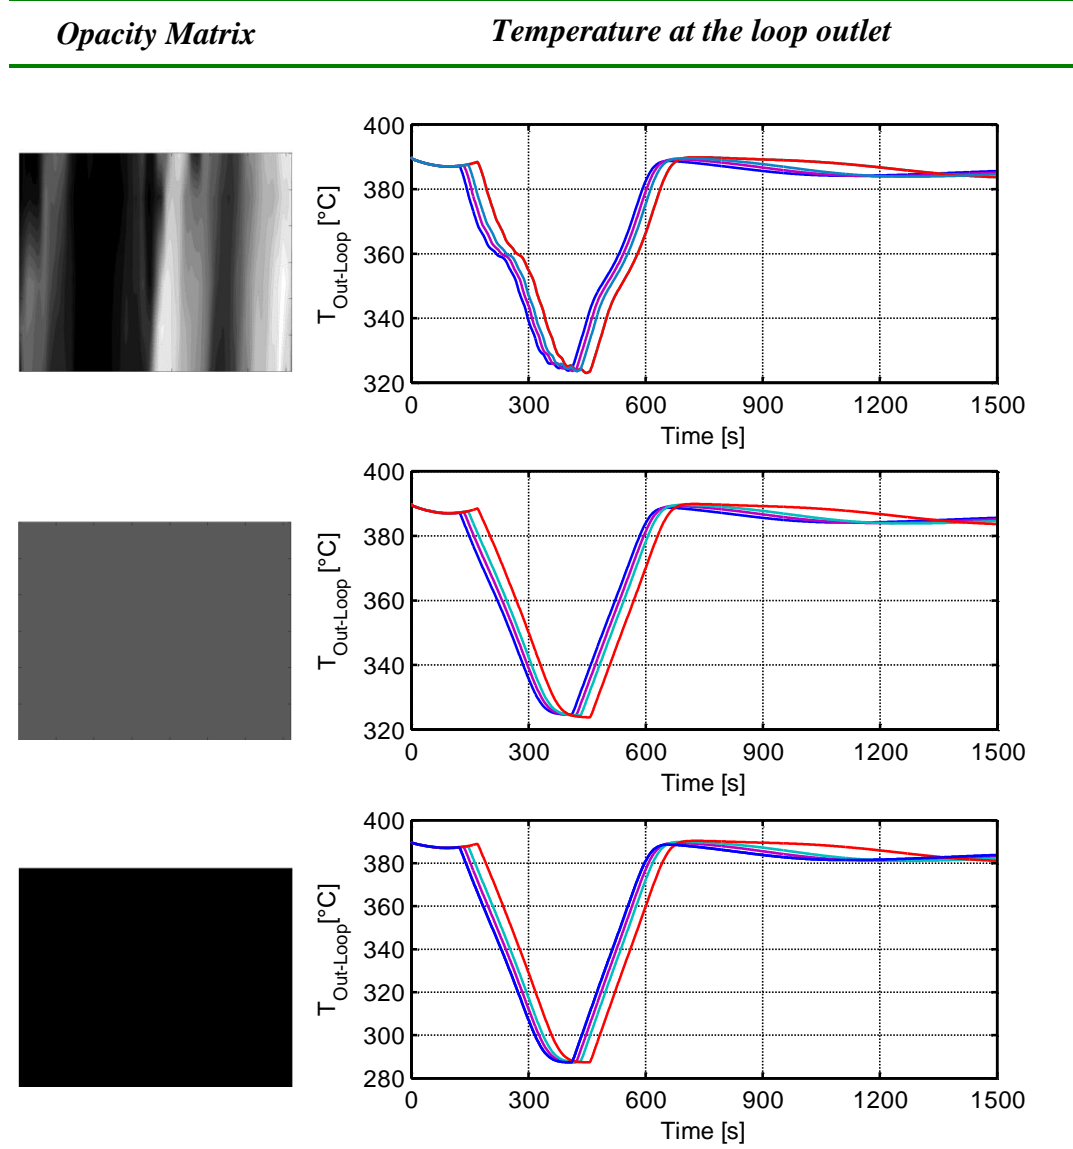 Opacity Matrix Temperature at the loop outlet
400
380
360
340
320
T_Out-Loop [°C]
0 300 600 900 1200 1500
Time [s]
400
380
360
340
320
T_Out-Loop [°C]
0 300 600 900 1200 1500
Time [s]
400
380
360
340
320
300
280
T_Out-Loop[°C]
0 300 600 900 1200 1500
Time [s]